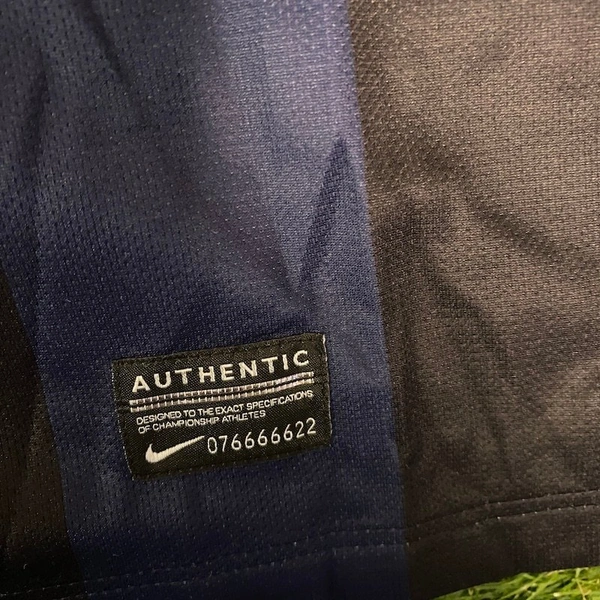 AUTHENTIC
DESIGNED TO THE EXACT SPECIFICATIONS
OF CHAMPIONSHIP ATHLETES
076666622